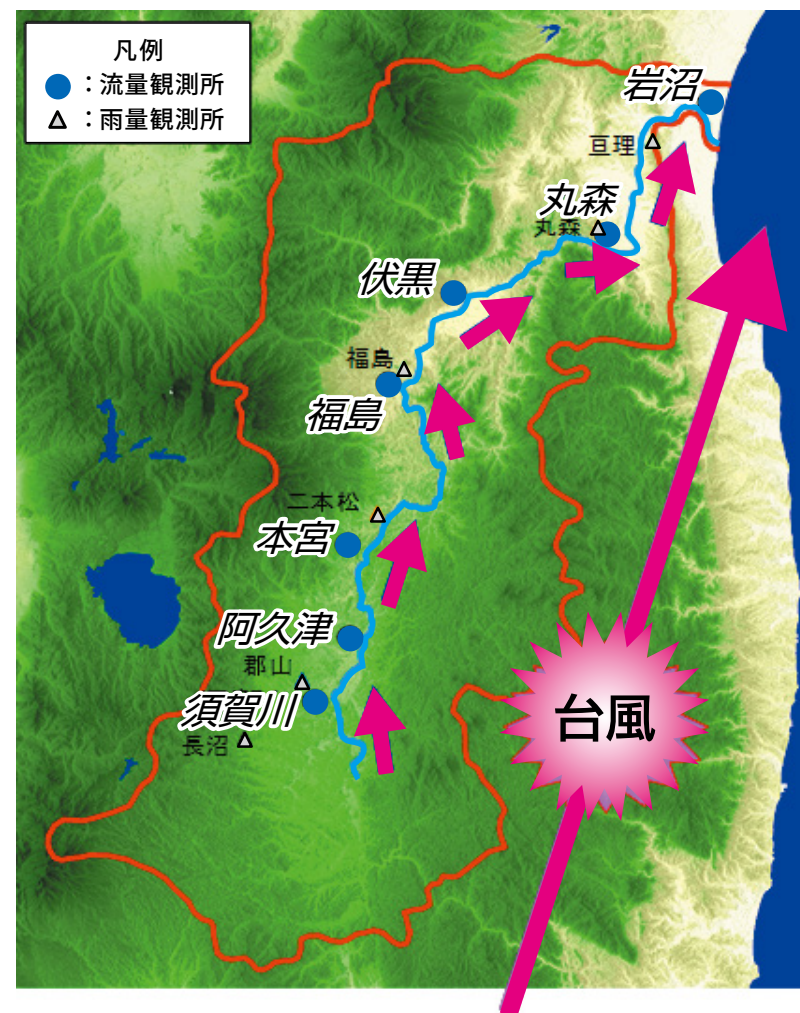 凡例
：流量観測所
：雨量観測所
岩沼
亘理
丸森
丸森
伏黒
福島
福島
二本松
本宮
阿久津
郡山
須賀川
長沼
台風